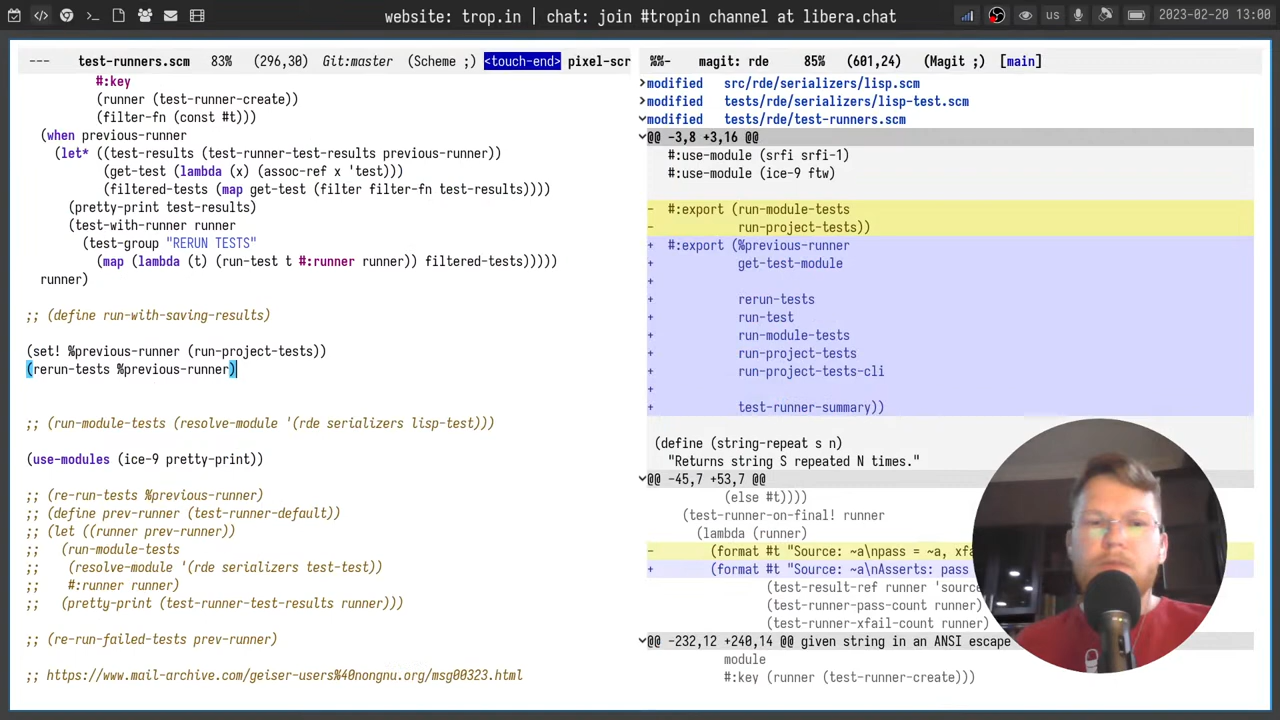 website: trop.in | chat: join #tropin channel at libera.chat
us
2023-02-20 13:00
--- test-runners.scm 83% (296,30) Git:master (Scheme ;) <touch-end> pixel-scr
#:key
(runner (test-runner-create))
(filter-fn (const #t)))
(when previous-runner
(let* ((test-results (test-runner-test-results previous-runner))
(get-test (lambda (x) (assoc-ref x 'test)))
(filtered-tests (map get-test (filter filter-fn test-results))))
(pretty-print test-results)
(test-with-runner runner
(test-group "RERUN TESTS"
(map (lambda (t) (run-test t #:runner runner)) filtered-tests)))))
runner)
;; (define run-with-saving-results)
(set! %previous-runner (run-project-tests))
(rerun-tests %previous-runner)
;; (run-module-tests (resolve-module '(rde serializers lisp-test)))
(use-modules (ice-9 pretty-print))
;; (re-run-tests %previous-runner)
;; (define prev-runner (test-runner-default))
;; (let ((runner prev-runner))
;; (run-module-tests
;; (resolve-module '(rde serializers test-test))
;; #:runner runner)
;; (pretty-print (test-runner-test-results runner)))
;; (re-run-failed-tests prev-runner)
;; https://www.mail-archive.com/geiser-users%40nongnu.org/msg00323.html
%%- magit: rde 85% (601,24) (Magit ;) [main]
modified src/rde/serializers/lisp.scm
modified tests/rde/serializers/lisp-test.scm
modified tests/rde/test-runners.scm
@@ -3,8 +3,16 @@
#:use-module (srfi srfi-1)
#:use-module (ice-9 ftw)
- #:export (run-module-tests
- run-project-tests))
+ #:export (%previous-runner
+ get-test-module
+
+ rerun-tests
+ run-test
+ run-module-tests
+ run-project-tests
+ run-project-tests-cli
+
+ test-runner-summary))
(define (string-repeat s n)
"Returns string S repeated N times."
@@ -45,7 +53,7 @@
(else #t))))
(test-runner-on-final! runner
(lambda (runner)
- (format #t "Source: ~a\npass = ~a, xfa
+ (format #t "Source: ~a\nAsserts: pass
(test-result-ref runner 'source
(test-runner-pass-count runner)
(test-runner-xfail-count runner)
@@ -232,12 +240,14 @@ given string in an ANSI escape
module
#:key (runner (test-runner-create)))